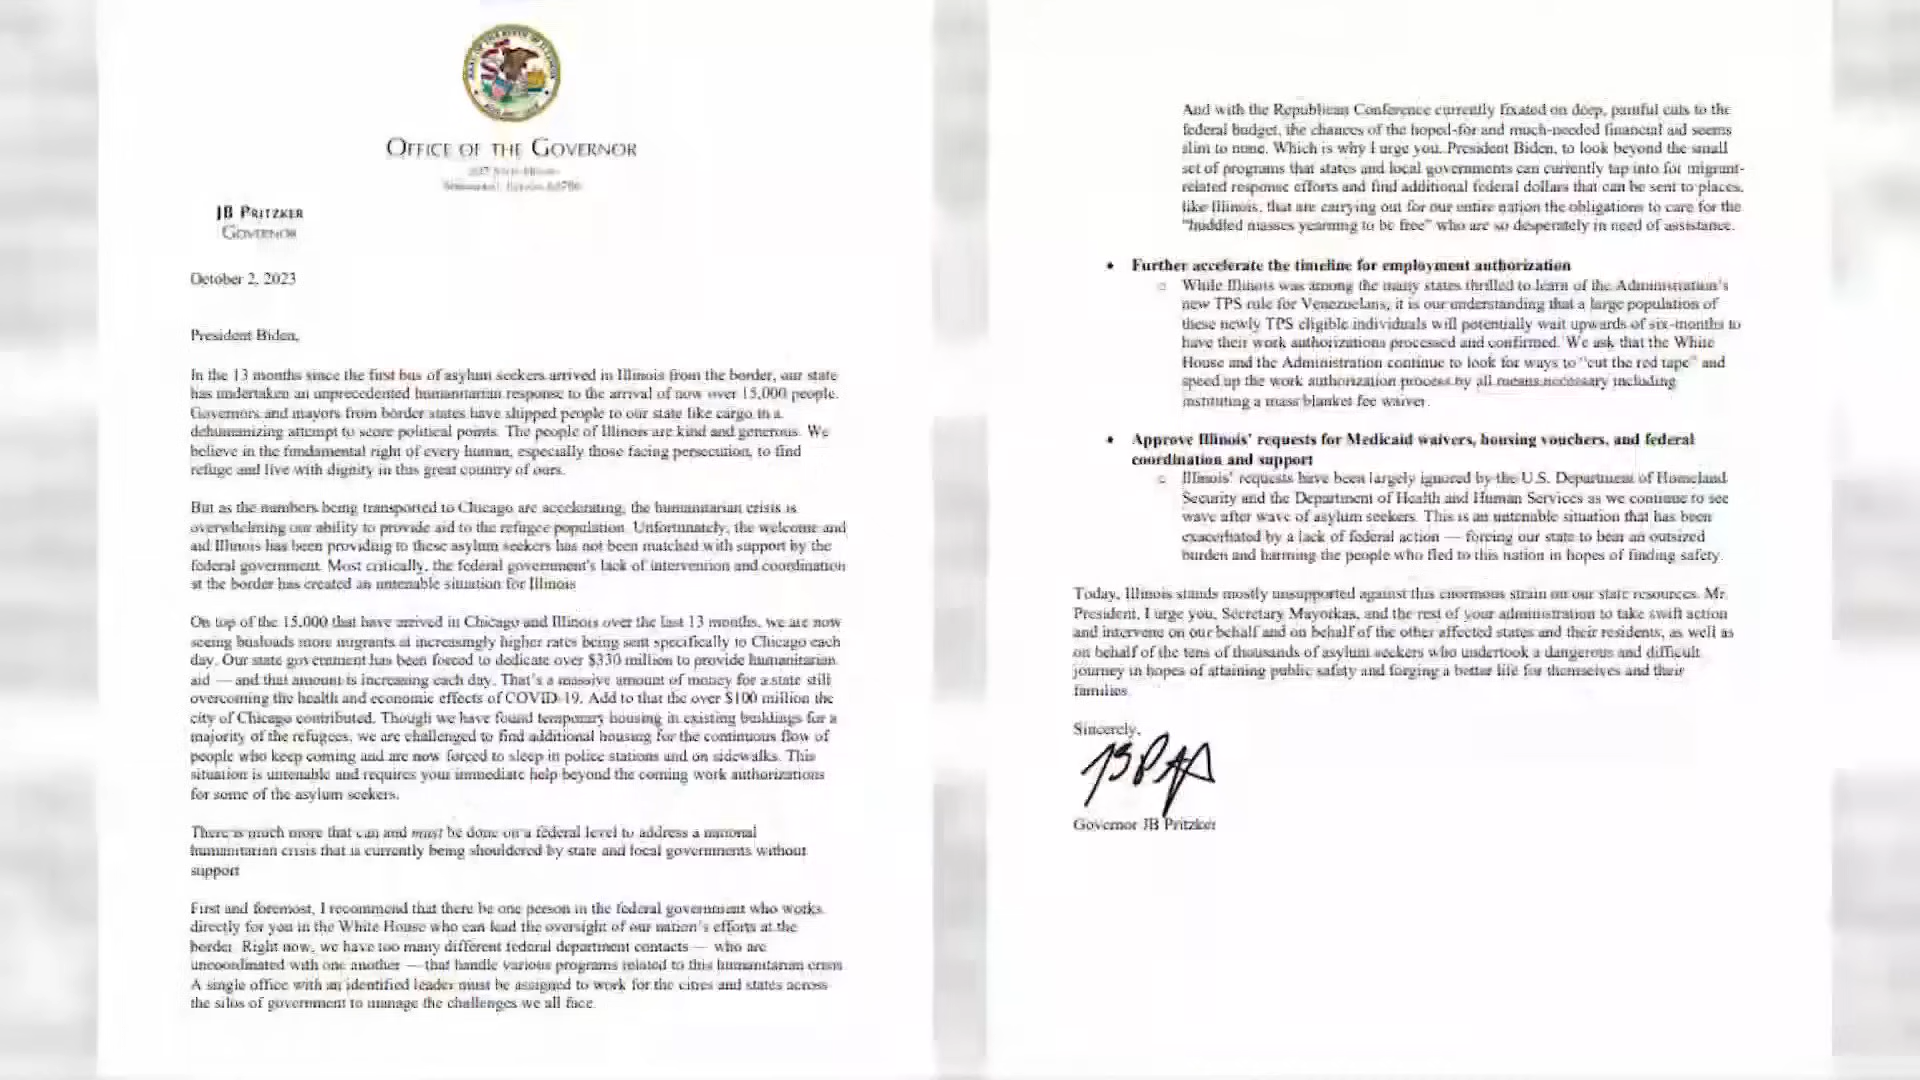 OFFICE OF THE GOVERNOR
JB PRITZKER
GOVERNOR
October 2, 2023
President Biden,
In the 13 months since the first bus of asylum seekers arrived in Illinois from the border, our state
has undertaken an unprecedented humanitarian response to the arrival of now over 15,000 people.
Governors and mayors from border states have shipped people to our state like cargo in a
dehumanizing attempt to score political points. The people of Illinois are kind and generous. We
believe in the fundamental right of every human, especially those facing persecution, to find
refuge and live with dignity in this great country of ours.
But as the numbers being transported to Chicago are accelerating, the humanitarian crisis is
overwhelming our ability to provide aid to the refugee population. Unfortunately, the welcome and
aid Illinois has been providing to these asylum seekers has not been matched with support by the
federal government. Most critically, the federal government's lack of intervention and coordination
at the border has created an untenable situation for Illinois
On top of the 15,000 that have arrived in Chicago and Illinois over the last 13 months, we are now
seeing busloads more migrants at increasingly higher rates being sent specifically to Chicago each
day. Our state government has been forced to dedicate over $330 million to provide humanitarian
aid — and that amount is increasing each day. That's a massive amount of money for a state still
overcoming the health and economic effects of COVID-19. Add to that the over $100 million the
city of Chicago contributed. Though we have found temporary housing in existing buildings for a
majority of the refugees, we are challenged to find additional housing for the continuous flow of
people who keep coming and are now forced to sleep in police stations and on sidewalks. This
situation is untenable and requires your immediate help beyond the coming work authorizations
for some of the asylum seekers.
There is much more that can and must be done on a federal level to address a national
humanitarian crisis that is currently being shouldered by state and local governments without
support
First and foremost, I recommend that there be one person in the federal government who works
directly for you in the White House who can lead the oversight of our nation's efforts at the
border. Right now, we have too many different federal department contacts — who are
uncoordinated with one another — that handle various programs related to this humanitarian crisis
A single office with an identified leader must be assigned to work for the cities and states across
the silos of government to manage the challenges we all face.
And with the Republican Conference currently fixated on deep, painful cuts to the
federal budget, the chances of the hoped-for and much-needed financial aid seems
slim to none. Which is why I urge you, President Biden, to look beyond the small
set of programs that states and local governments can currently tap into for migrant-
related response efforts and find additional federal dollars that can be sent to places,
like Illinois, that are carrying out for our entire nation the obligations to care for the
"huddled masses yearning to be free" who are so desperately in need of assistance.
• Further accelerate the timeline for employment authorization
○ While Illinois was among the many states thrilled to learn of the Administration's
new TPS rule for Venezuelans, it is our understanding that a large population of
these newly TPS eligible individuals will potentially wait upwards of six-months to
have their work authorizations processed and confirmed. We ask that the White
House and the Administration continue to look for ways to "cut the red tape" and
speed up the work authorization process by all means necessary including
instituting a mass blanket fee waiver.
• Approve Illinois' requests for Medicaid waivers, housing vouchers, and federal
coordination and support
○ Illinois' requests have been largely ignored by the U.S. Department of Homeland
Security and the Department of Health and Human Services as we continue to see
wave after wave of asylum seekers. This is an untenable situation that has been
exacerbated by a lack of federal action — forcing our state to bear an outsized
burden and harming the people who fled to this nation in hopes of finding safety.
Today, Illinois stands mostly unsupported against this enormous strain on our state resources. Mr.
President, I urge you, Secretary Mayorkas, and the rest of your administration to take swift action
and intervene on our behalf and on behalf of the other affected states and their residents, as well as
on behalf of the tens of thousands of asylum seekers who undertook a dangerous and difficult
journey in hopes of attaining public safety and forging a better life for themselves and their
families
Sincerely,
Governor JB Pritzker